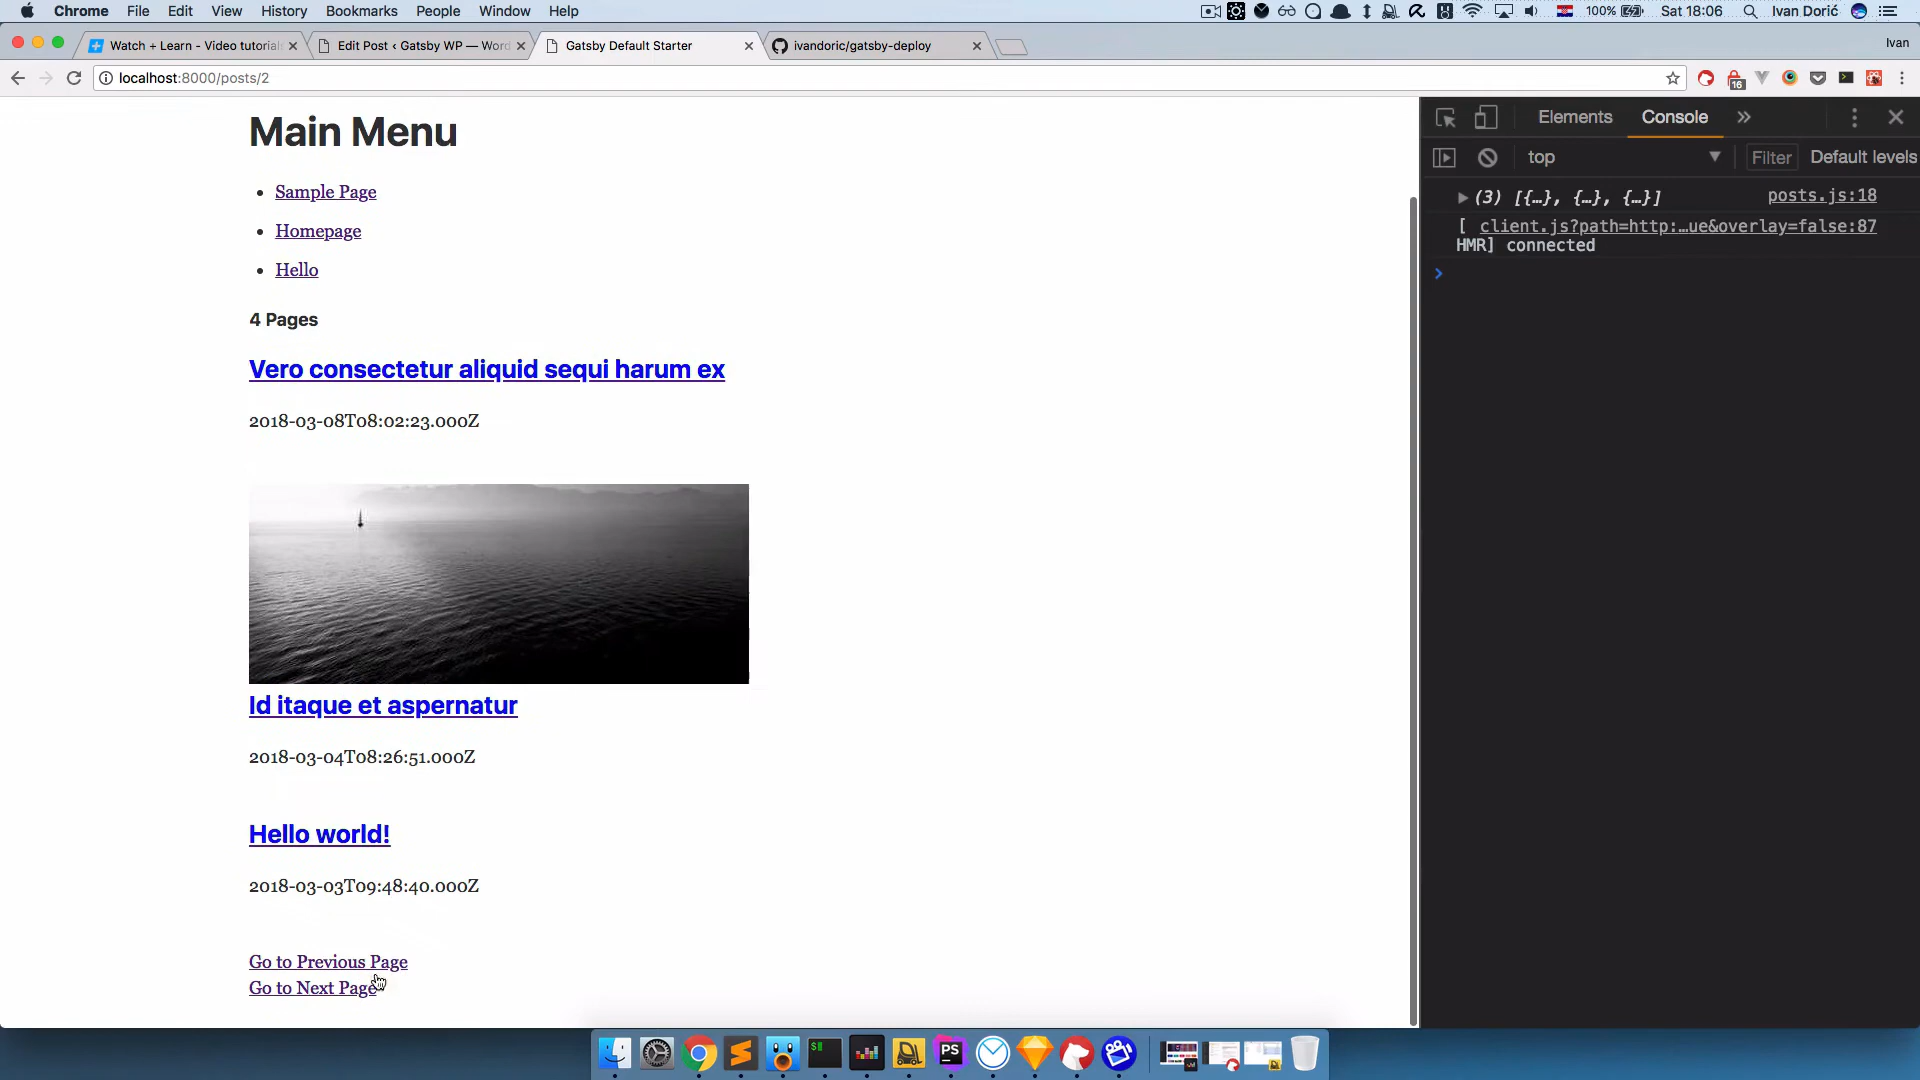 Chrome File Edit View History Bookmarks People Window Help 100% Sat 18:06 Ivan Dorić
Watch + Learn - Video tutorial Edit Post ‹ Gatsby WP — Word Gatsby Default Starter ivandoric/gatsby-deploy Ivan
localhost:8000/posts/2 16
Main Menu
Sample Page
Homepage
Hello
4 Pages
Vero consectetur aliquid sequi harum ex
2018-03-08T08:02:23.000Z
Id itaque et aspernatur
2018-03-04T08:26:51.000Z
Hello world!
2018-03-03T09:48:40.000Z
Go to Previous Page
Go to Next Page
Elements Console »
top Filter Default levels
(3) [{…}, {…}, {…}] posts.js:18
[ client.js?path=http:…ue&overlay=false:87
HMR] connected
PS